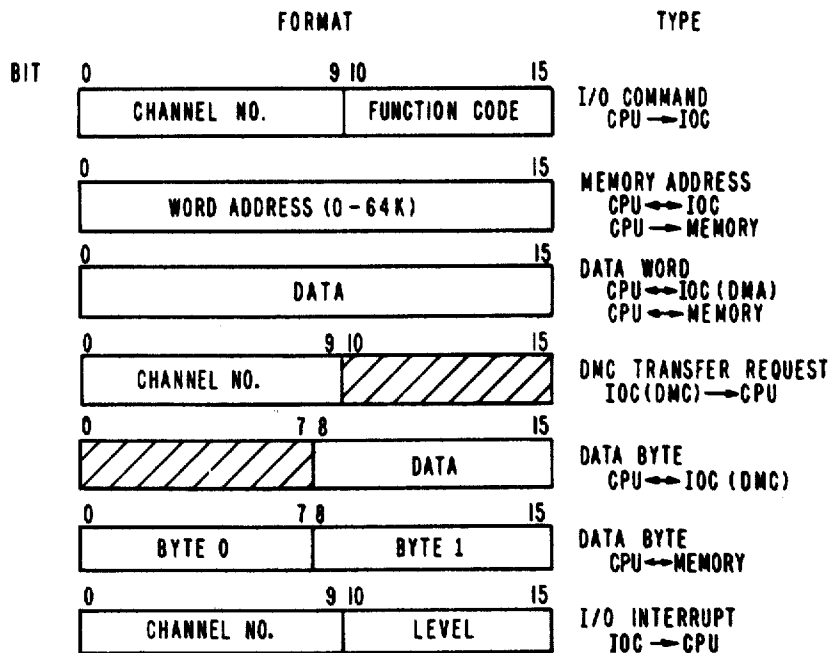 FORMAT TYPE
BIT 0 9 10 15
CHANNEL NO. FUNCTION CODE
I/O COMMAND
CPU→IOC
0 15
WORD ADDRESS (0-64K)
MEMORY ADDRESS
CPU↔IOC
CPU→MEMORY
0 15
DATA
DATA WORD
CPU↔IOC (DMA)
CPU↔MEMORY
0 9 10 15
CHANNEL NO.
DMC TRANSFER REQUEST
IOC(DMC)→CPU
0 7 8 15
DATA
DATA BYTE
CPU↔IOC (DMC)
0 7 8 15
BYTE 0 BYTE 1
DATA BYTE
CPU↔MEMORY
0 9 10 15
CHANNEL NO. LEVEL
I/O INTERRUPT
IOC→CPU